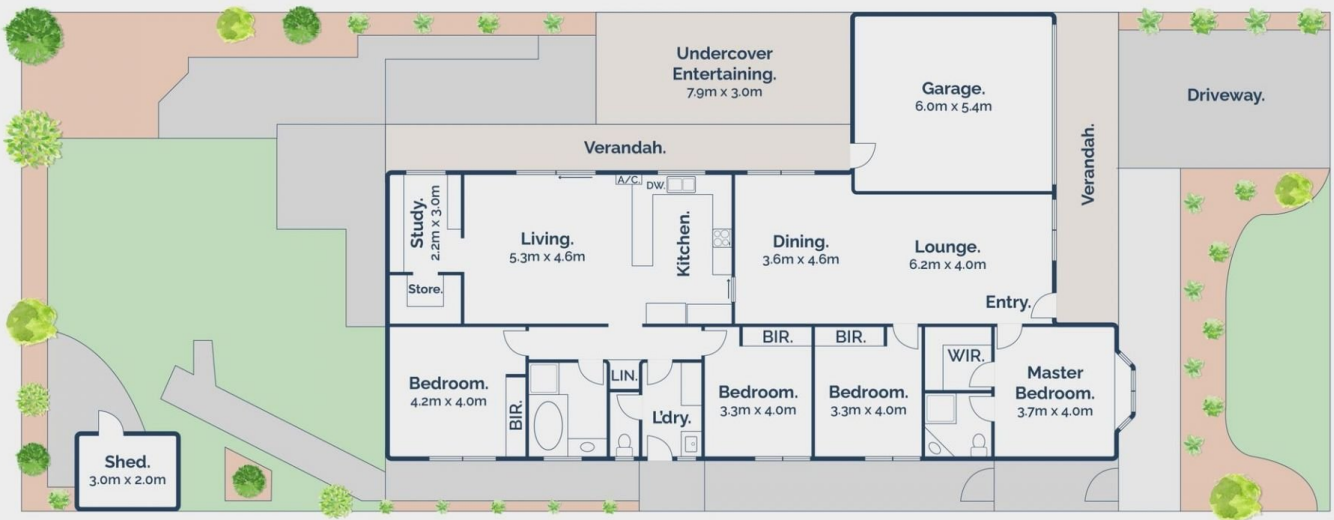 Undercover
Entertaining.
7.9m x 3.0m
Garage.
6.0m x 5.4m
Driveway.
Verandah.
Verandah.
Study.
2.2m x 3.0m
Store.
Living.
5.3m x 4.6m
A/C.
DW.
Kitchen.
Dining.
3.6m x 4.6m
Lounge.
6.2m x 4.0m
Entry.
Bedroom.
4.2m x 4.0m
BIR.
LIN.
L'dry.
BIR.
Bedroom.
3.3m x 4.0m
BIR.
Bedroom.
3.3m x 4.0m
WIR.
Master
Bedroom.
3.7m x 4.0m
Shed.
3.0m x 2.0m